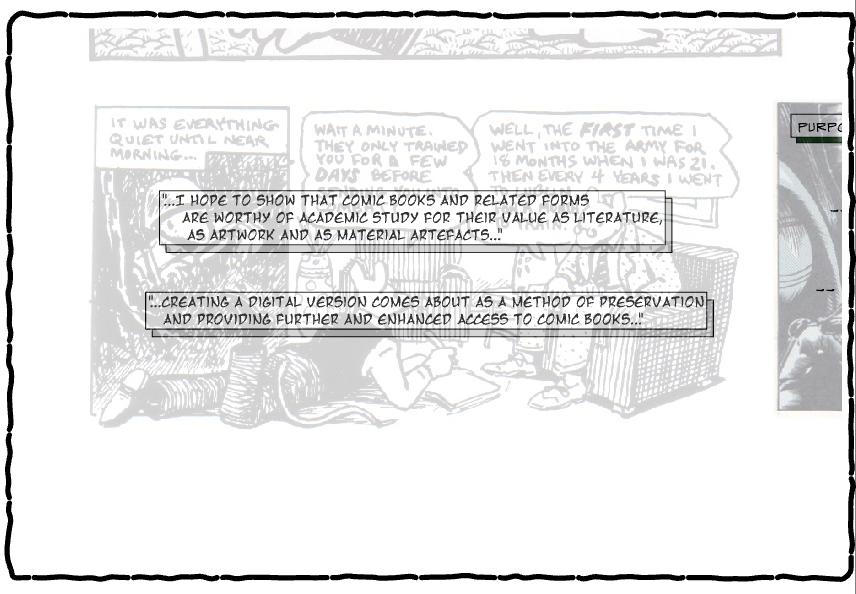 IT WAS EVERYTHING
QUIET UNTIL NEAR
MORNING...
WAIT A MINUTE.
THEY ONLY TRAINED
YOU FOR A FEW
DAYS BEFORE
SENDING YOU INTO
WELL, THE FIRST TIME I
WENT INTO THE ARMY FOR
18 MONTHS WHEN I WAS 21.
THEN EVERY 4 YEARS I WENT
PURPO
"...I HOPE TO SHOW THAT COMIC BOOKS AND RELATED FORMS
ARE WORTHY OF ACADEMIC STUDY FOR THEIR VALUE AS LITERATURE,
AS ARTWORK AND AS MATERIAL ARTEFACTS..."
"...CREATING A DIGITAL VERSION COMES ABOUT AS A METHOD OF PRESERVATION
AND PROVIDING FURTHER AND ENHANCED ACCESS TO COMIC BOOKS..."